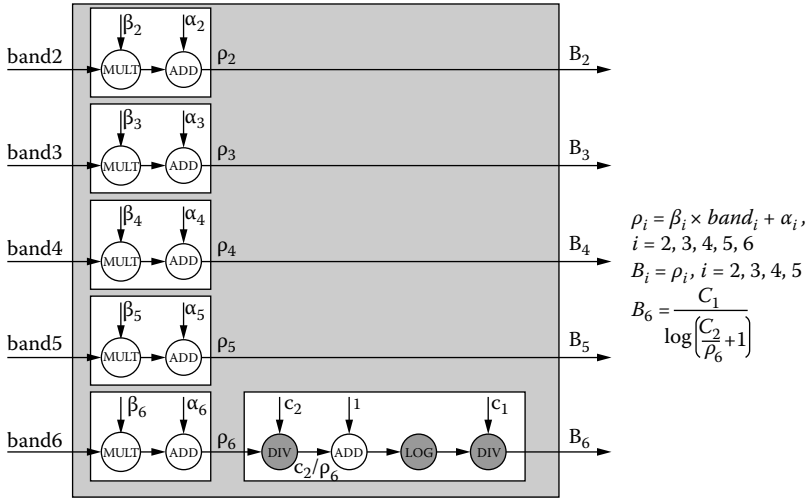 β2 α2
band2 MULT ADD ρ2 B2
β3 α3
band3 MULT ADD ρ3 B3
β4 α4
band4 MULT ADD ρ4 B4
β5 α5
band5 MULT ADD ρ5 B5
β6 α6 c2 1 c1
band6 MULT ADD ρ6 DIV c2/ρ6 ADD LOG DIV B6
ρi = βi × bandi + αi,
i = 2, 3, 4, 5, 6
Bi = ρi, i = 2, 3, 4, 5
B6 = C1
log(C2/ρ6 +1)